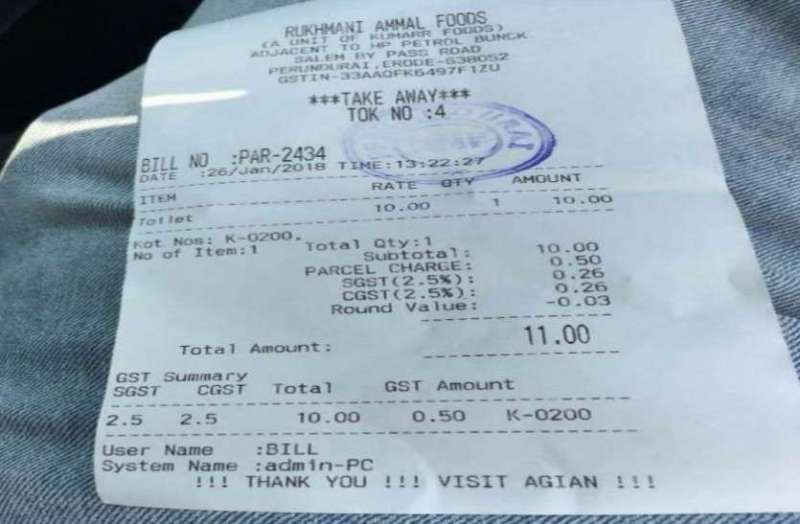 RUKHMANI AMMAL FOODS
(A UNIT OF KUMARR FOODS)
ADJACENT TO HP PETROL BUNCK
SALEM BY PASS ROAD
PERUNDURAI,ERODE-638052
GSTIN-33AAQFK6497F1ZU
***TAKE AWAY***
TOK NO :4
BILL NO :PAR-2434
DATE :26/Jan/2018 TIME:13:22:27
ITEM RATE QTY AMOUNT
Toilet 10.00 1 10.00
Kot Nos: K-0200,
No of Item:1 Total Qty:1
Subtotal: 10.00
PARCEL CHARGE: 0.50
SGST(2.5%): 0.26
CGST(2.5%): 0.26
Round Value: -0.03
Total Amount: 11.00
GST Summary
SGST CGST Total GST Amount
2.5 2.5 10.00 0.50 K-0200
User Name :BILL
System Name :admin-PC
!!! THANK YOU !!! VISIT AGIAN !!!